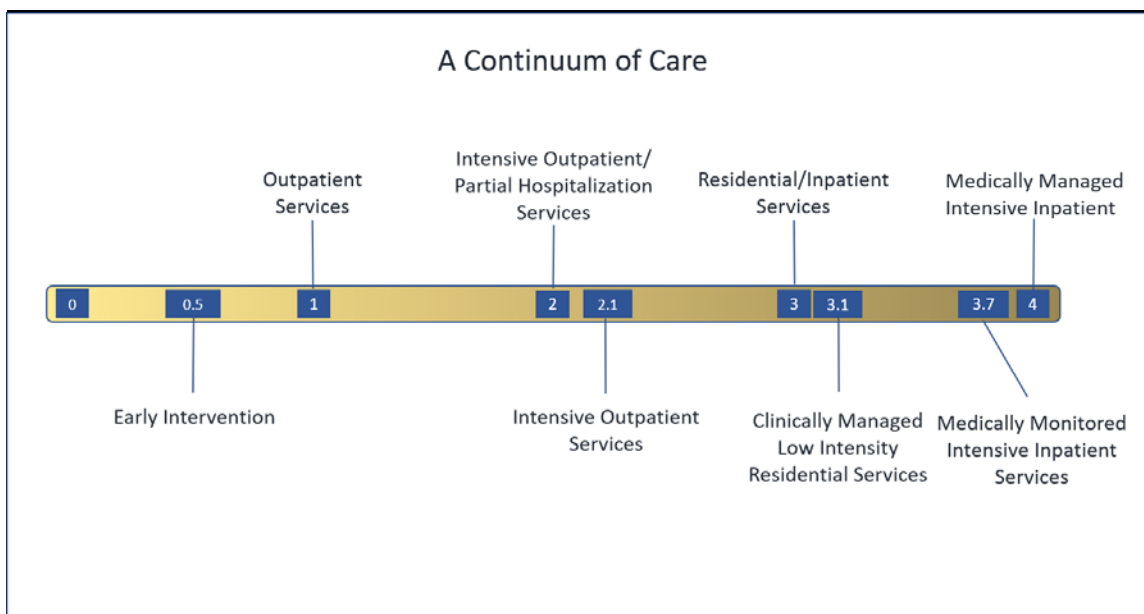 A Continuum of Care
Outpatient
Services
Intensive Outpatient/
Partial Hospitalization
Services
Residential/Inpatient
Services
Medically Managed
Intensive Inpatient
0
0.5
1
2
2.1
3
3.1
3.7
4
Early Intervention
Intensive Outpatient
Services
Clinically Managed
Low Intensity
Residential Services
Medically Monitored
Intensive Inpatient
Services